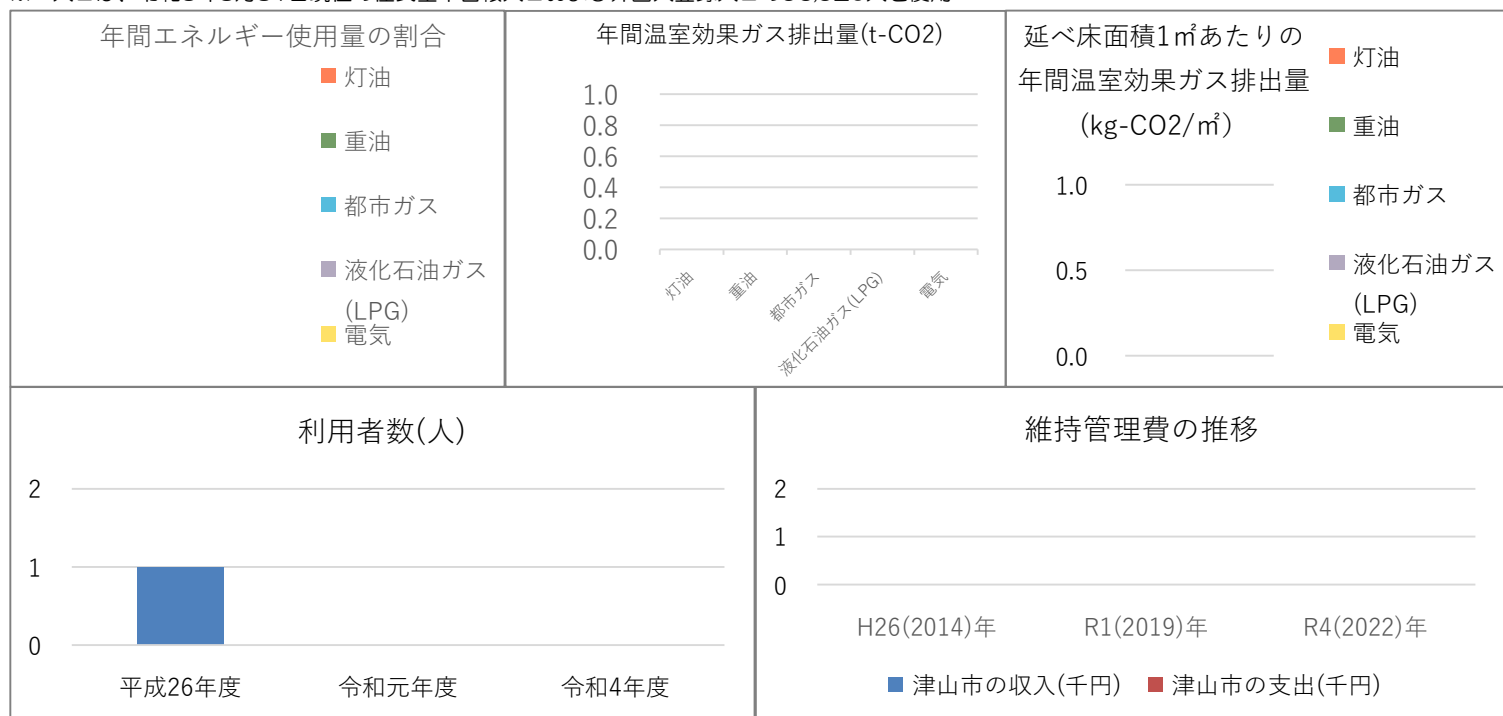 年間エネルギー使用量の割合
灯油
重油
都市ガス
液化石油ガス
(LPG)
電気
年間温室効果ガス排出量(t-CO2)
1.0
0.8
0.6
0.4
0.2
0.0
灯油
重油
都市ガス
液化石油ガス(LPG)
電気
延べ床面積1㎡あたりの
年間温室効果ガス排出量
(kg-CO2/㎡)
1.0
0.5
0.0
灯油
重油
都市ガス
液化石油ガス
(LPG)
電気
利用者数(人)
2
1
0
平成26年度
令和元年度
令和4年度
維持管理費の推移
2
1
0
H26(2014)年
R1(2019)年
R4(2022)年
津山市の収入(千円)
津山市の支出(千円)